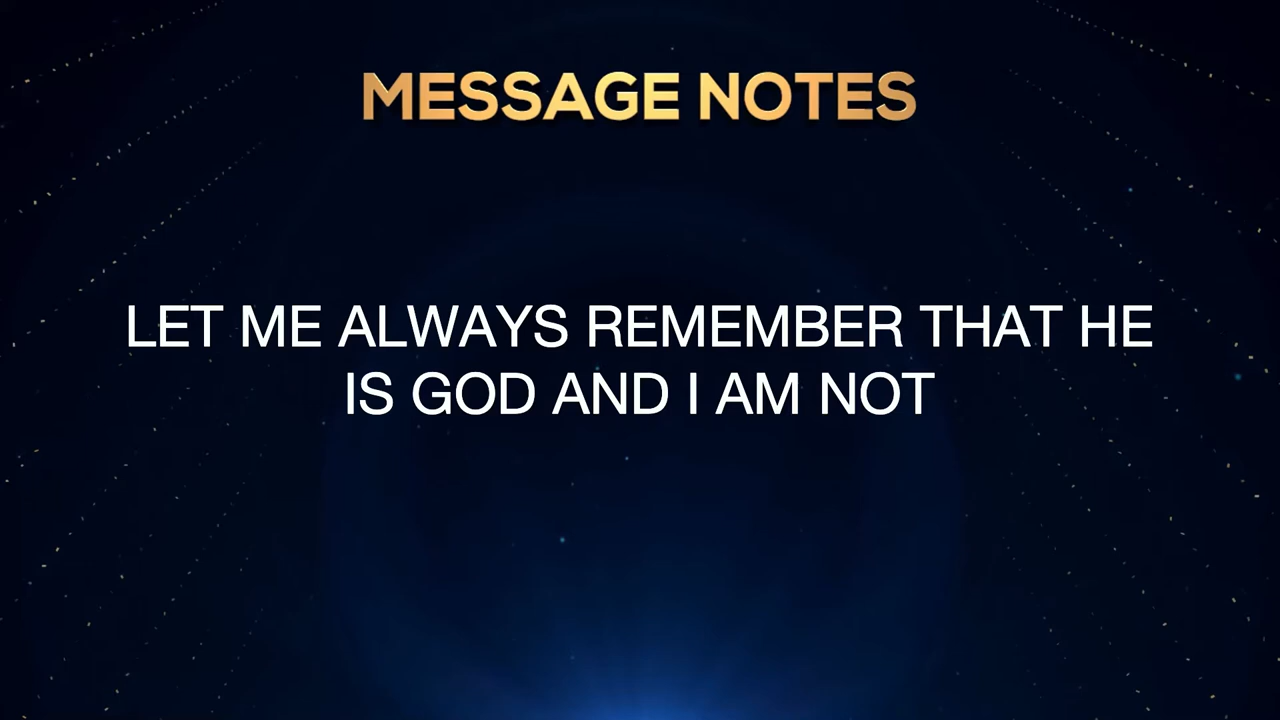 MESSAGE NOTES
LET ME ALWAYS REMEMBER THAT HE
IS GOD AND I AM NOT